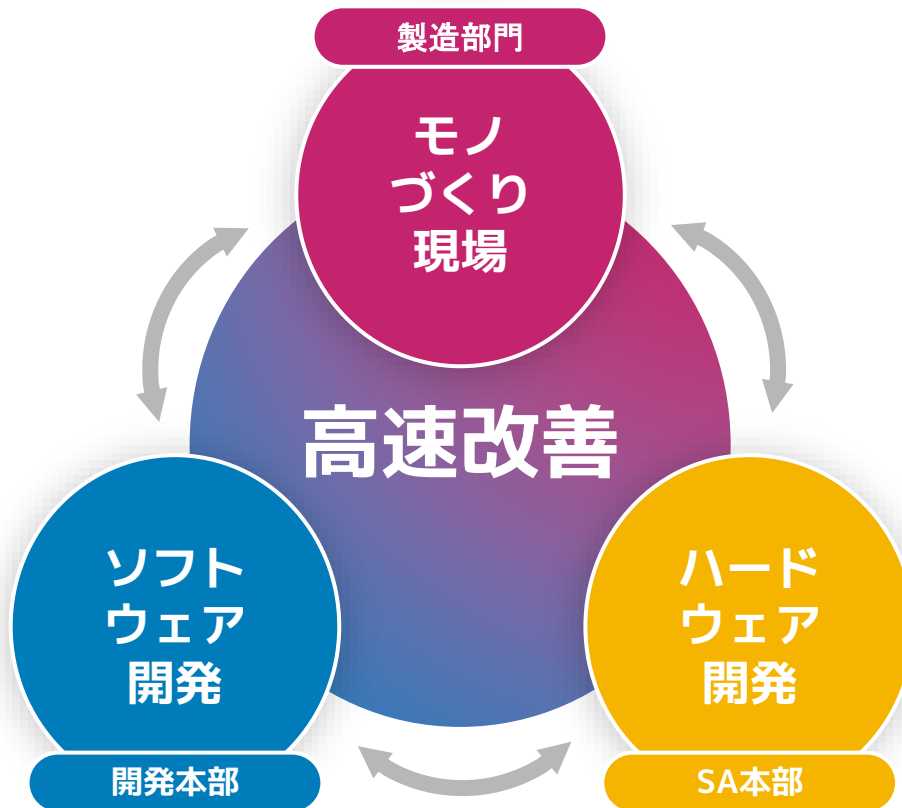 製造部門
モノ
づくり
現場
高速改善
ソフト
ウェア
開発
開発本部
ハード
ウェア
開発
SA本部